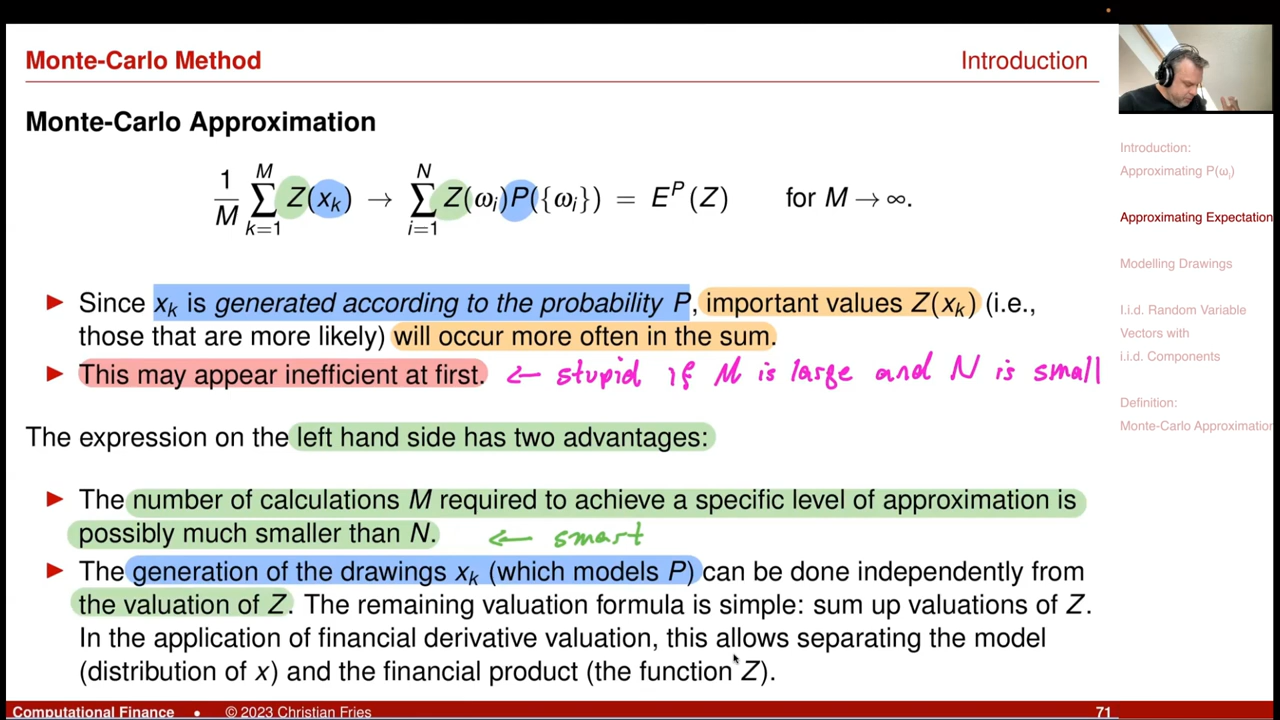 Monte-Carlo Method
Introduction
Monte-Carlo Approximation
1/M ∑_{k=1}^{M} Z(x_k) → ∑_{i=1}^{N} Z(ω_i)P({ω_i}) = E^P(Z) for M → ∞.
► Since x_k is generated according to the probability P, important values Z(x_k) (i.e.,
those that are more likely) will occur more often in the sum.
► This may appear inefficient at first. ← stupid if M is large and N is small
The expression on the left hand side has two advantages:
► The number of calculations M required to achieve a specific level of approximation is
possibly much smaller than N. ← smart
► The generation of the drawings x_k (which models P) can be done independently from
the valuation of Z. The remaining valuation formula is simple: sum up valuations of Z.
In the application of financial derivative valuation, this allows separating the model
(distribution of x) and the financial product (the function Z).
Introduction:
Approximating P(ω_i)
Approximating Expectation
Modelling Drawings
I.i.d. Random Variable
Vectors with
i.i.d. Components
Definition:
Monte-Carlo Approximation
Computational Finance • © 2023 Christian Fries
71